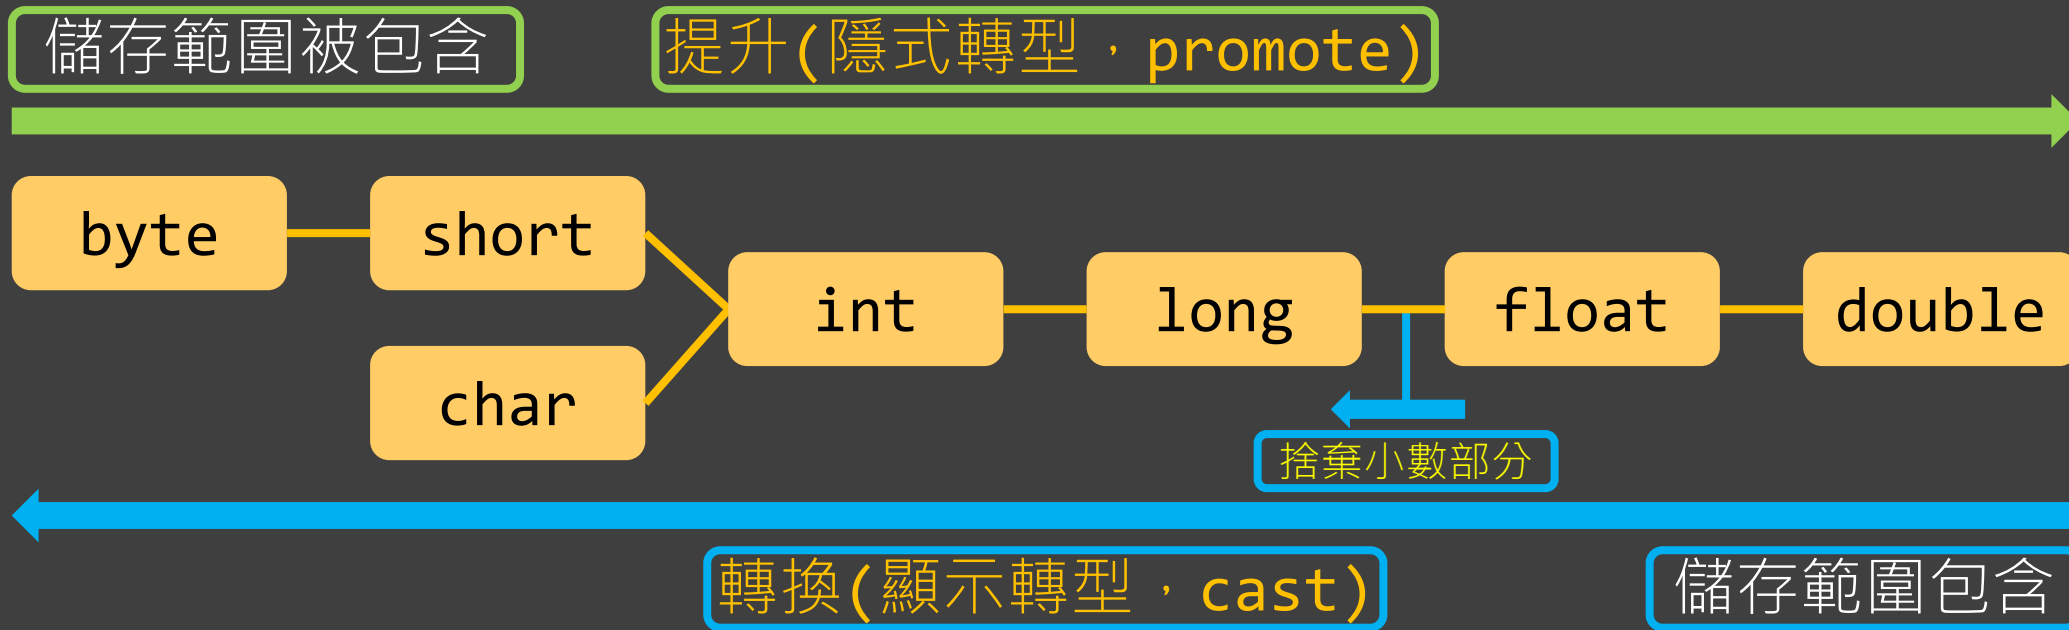 儲存範圍被包含
提升(隱式轉型，promote)
byte
short
char
int
long
float
double
捨棄小數部分
轉換(顯示轉型，cast)
儲存範圍包含